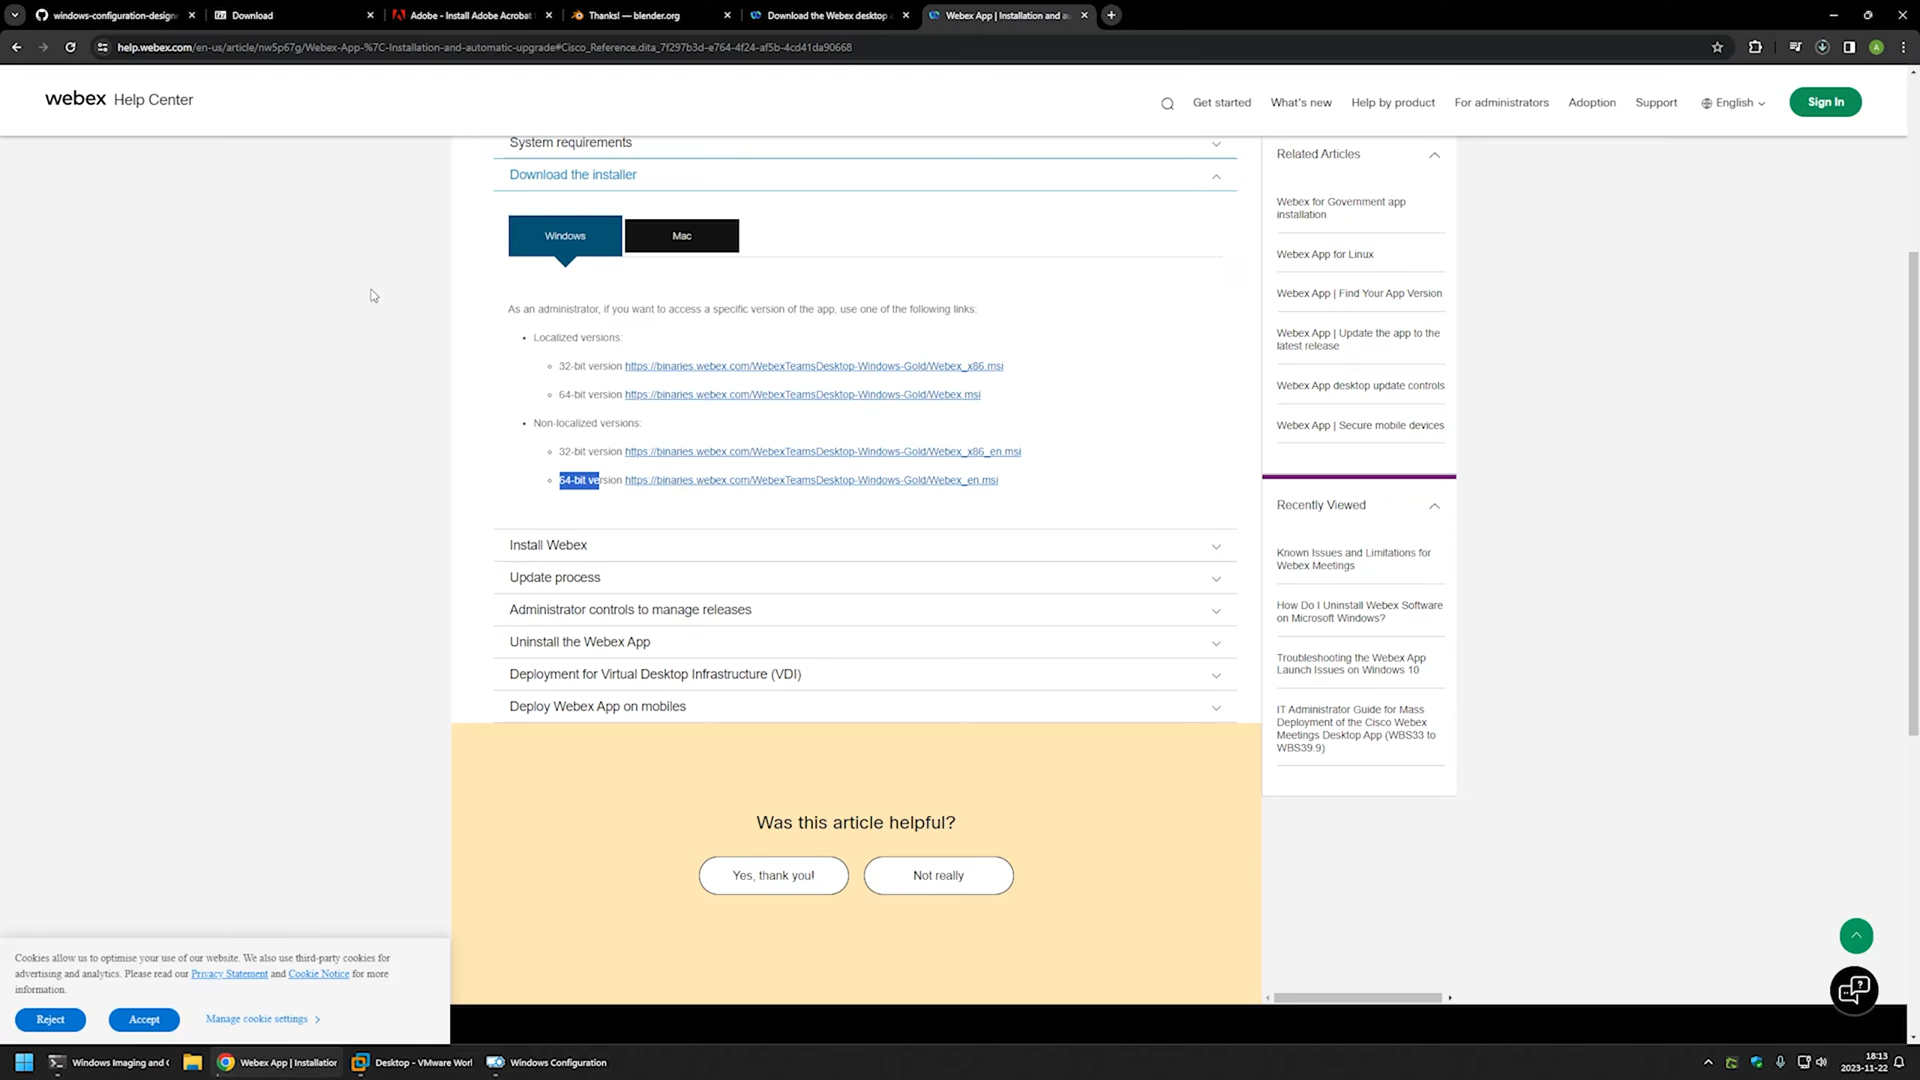 windows-configuration-design
Download
Adobe - Install Adobe Acrobat
Thanks! — blender.org
Download the Webex desktop
Webex App | Installation and a
help.webex.com/en-us/article/nw5p67g/Webex-App-%7C-Installation-and-automatic-upgrade#Cisco_Reference.dita_7f297b3d-e764-4f24-af5b-4cd41da90668
A
webex Help Center
Get started
What's new
Help by product
For administrators
Adoption
Support
English
Sign In
System requirements
Download the installer
Windows
Mac
As an administrator, if you want to access a specific version of the app, use one of the following links:
• Localized versions:
32-bit version https://binaries.webex.com/WebexTeamsDesktop-Windows-Gold/Webex_x86.msi
64-bit version https://binaries.webex.com/WebexTeamsDesktop-Windows-Gold/Webex.msi
• Non-localized versions:
32-bit version https://binaries.webex.com/WebexTeamsDesktop-Windows-Gold/Webex_x86_en.msi
64-bit version https://binaries.webex.com/WebexTeamsDesktop-Windows-Gold/Webex_en.msi
Install Webex
Update process
Administrator controls to manage releases
Uninstall the Webex App
Deployment for Virtual Desktop Infrastructure (VDI)
Deploy Webex App on mobiles
Related Articles
Webex for Government app
installation
Webex App for Linux
Webex App | Find Your App Version
Webex App | Update the app to the
latest release
Webex App desktop update controls
Webex App | Secure mobile devices
Recently Viewed
Known Issues and Limitations for
Webex Meetings
How Do I Uninstall Webex Software
on Microsoft Windows?
Troubleshooting the Webex App
Launch Issues on Windows 10
IT Administrator Guide for Mass
Deployment of the Cisco Webex
Meetings Desktop App (WBS33 to
WBS39.9)
Was this article helpful?
Yes, thank you!
Not really
Cookies allow us to optimise your use of our website. We also use third-party cookies for
advertising and analytics. Please read our Privacy Statement and Cookie Notice for more
information.
Reject
Accept
Manage cookie settings
Windows Imaging and C
Webex App | Installation
Desktop - VMware Worl
Windows Configuration
18:13
2023-11-22